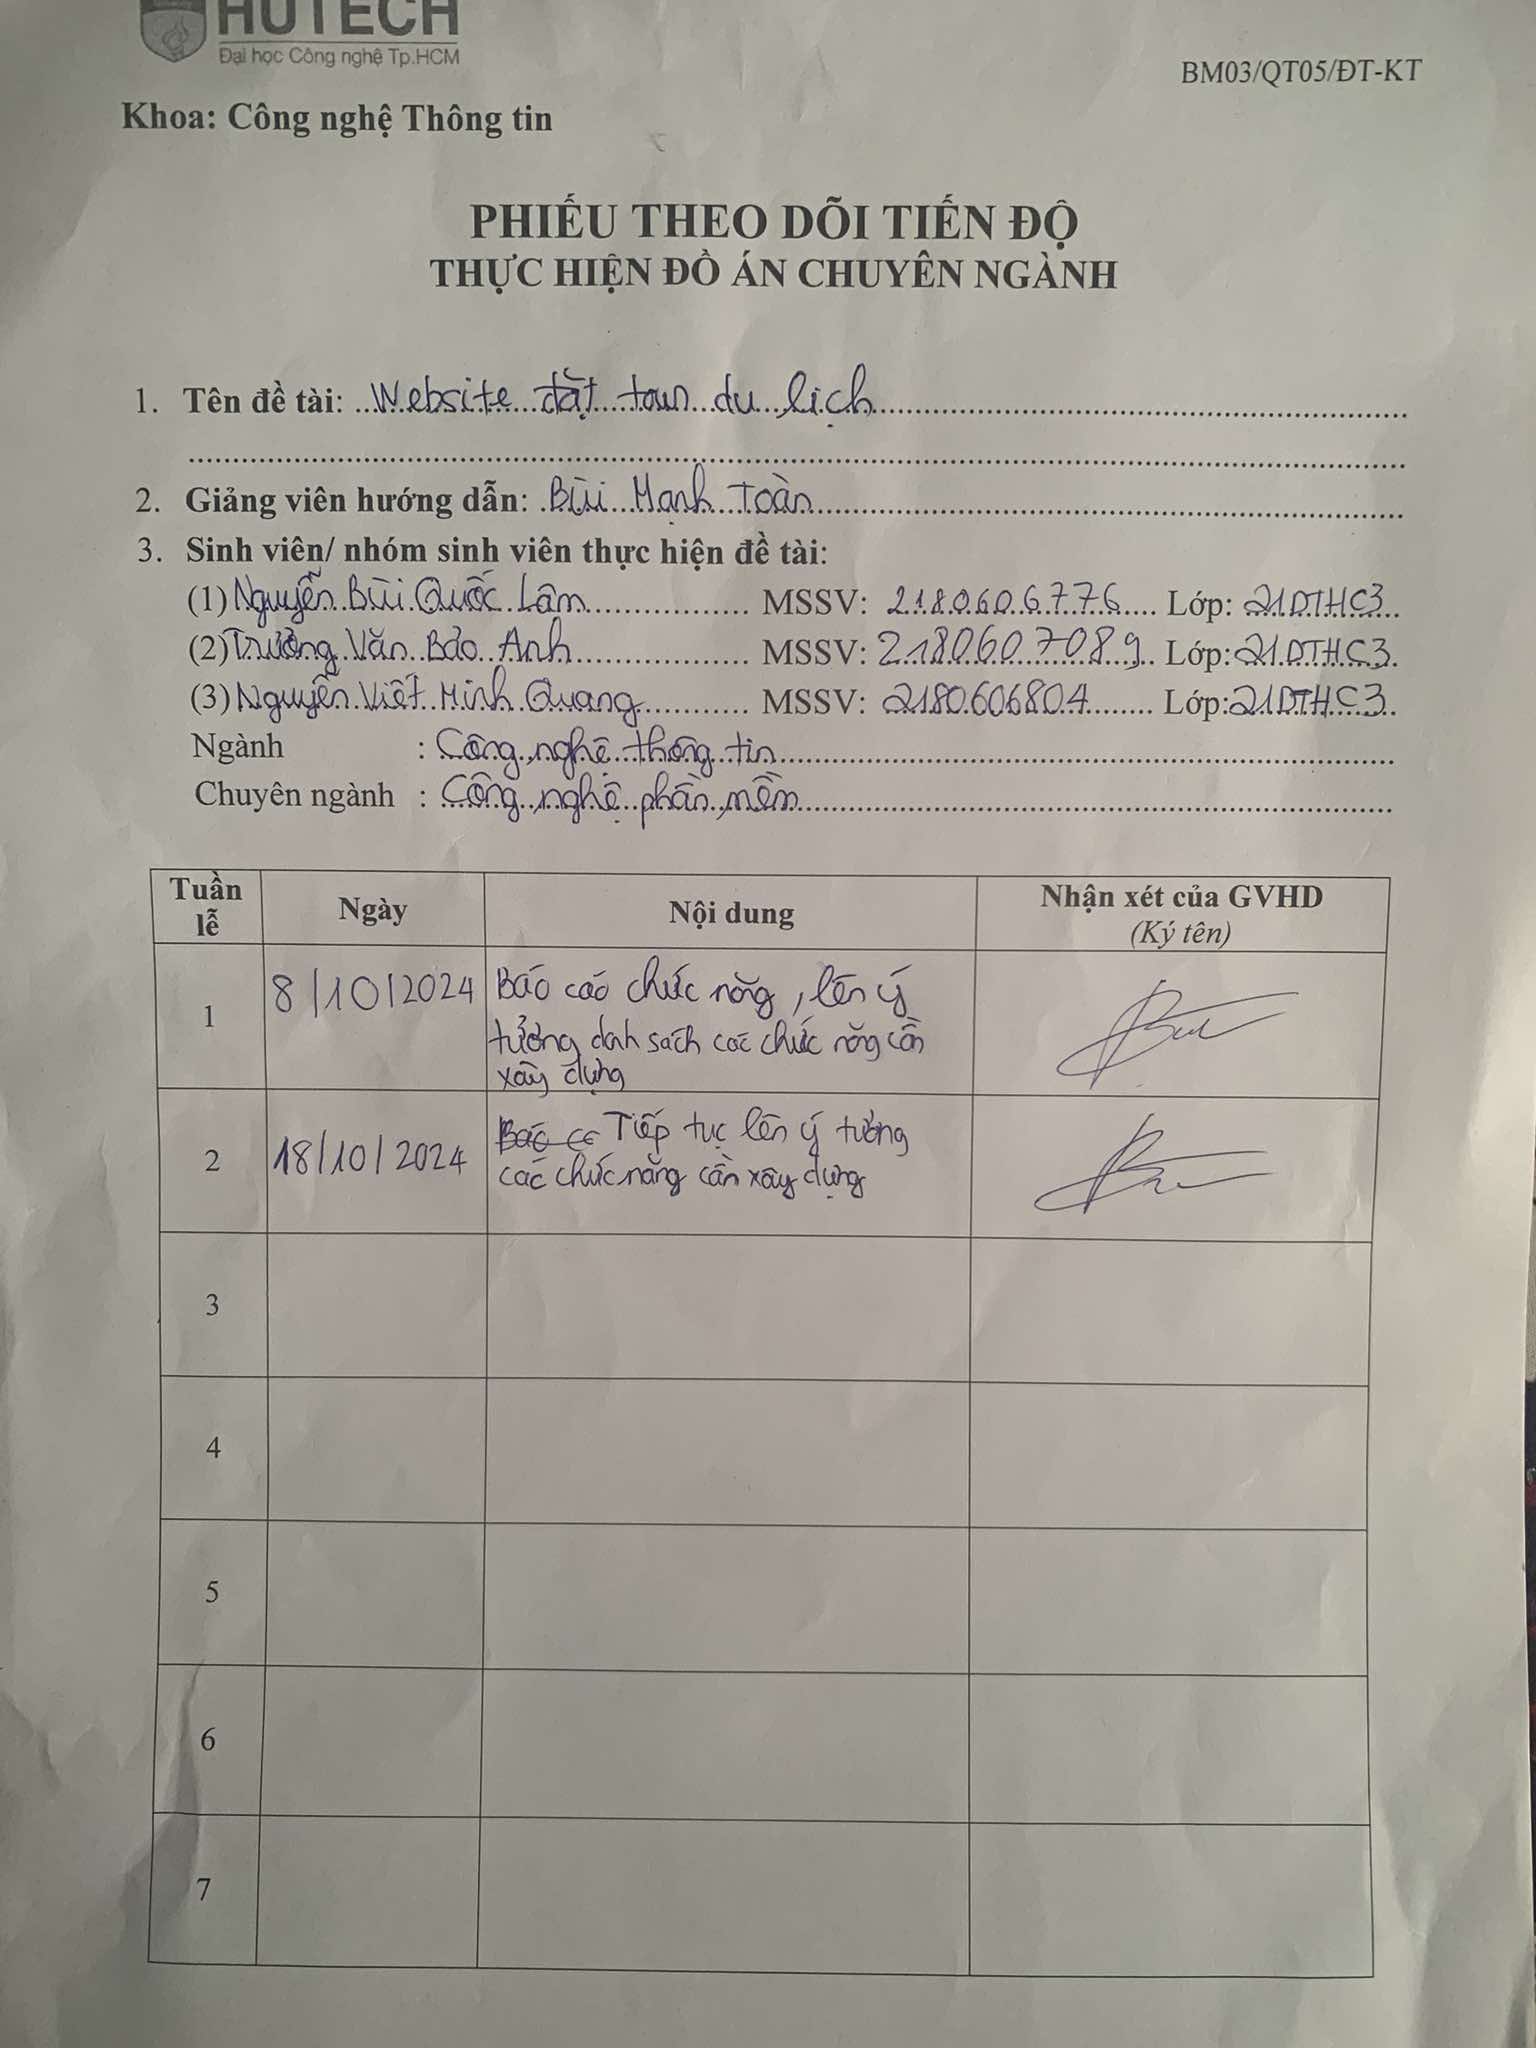 HUTECH
Đại học Công nghệ Tp.HCM
BM03/QT05/ĐT-KT
Khoa: Công nghệ Thông tin
PHIẾU THEO DÕI TIẾN ĐỘ
THỰC HIỆN ĐỒ ÁN CHUYÊN NGÀNH
1. Tên đề tài: Website đặt tour du lịch
2. Giảng viên hướng dẫn: Bùi Mạnh Toàn
3. Sinh viên/ nhóm sinh viên thực hiện đề tài:
(1) Nguyễn Bùi Quốc Lâm MSSV: 2180606776 Lớp: 21DTHC3
(2) Trương Văn Bảo Anh MSSV: 2180607089 Lớp: 21DTHC3
(3) Nguyễn Viết Minh Quang MSSV: 2180606804 Lớp: 21DTHC3
Ngành : Công nghệ thông tin
Chuyên ngành : Công nghệ phần mềm
Tuần lễ Ngày Nội dung Nhận xét của GVHD
(Ký tên)
1 8/10/2024 Báo cáo chức năng, lên ý
tưởng danh sách các chức năng cần
xây dựng
2 18/10/2024 Tiếp tục lên ý tưởng
các chức năng cần xây dựng
3
4
5
6
7